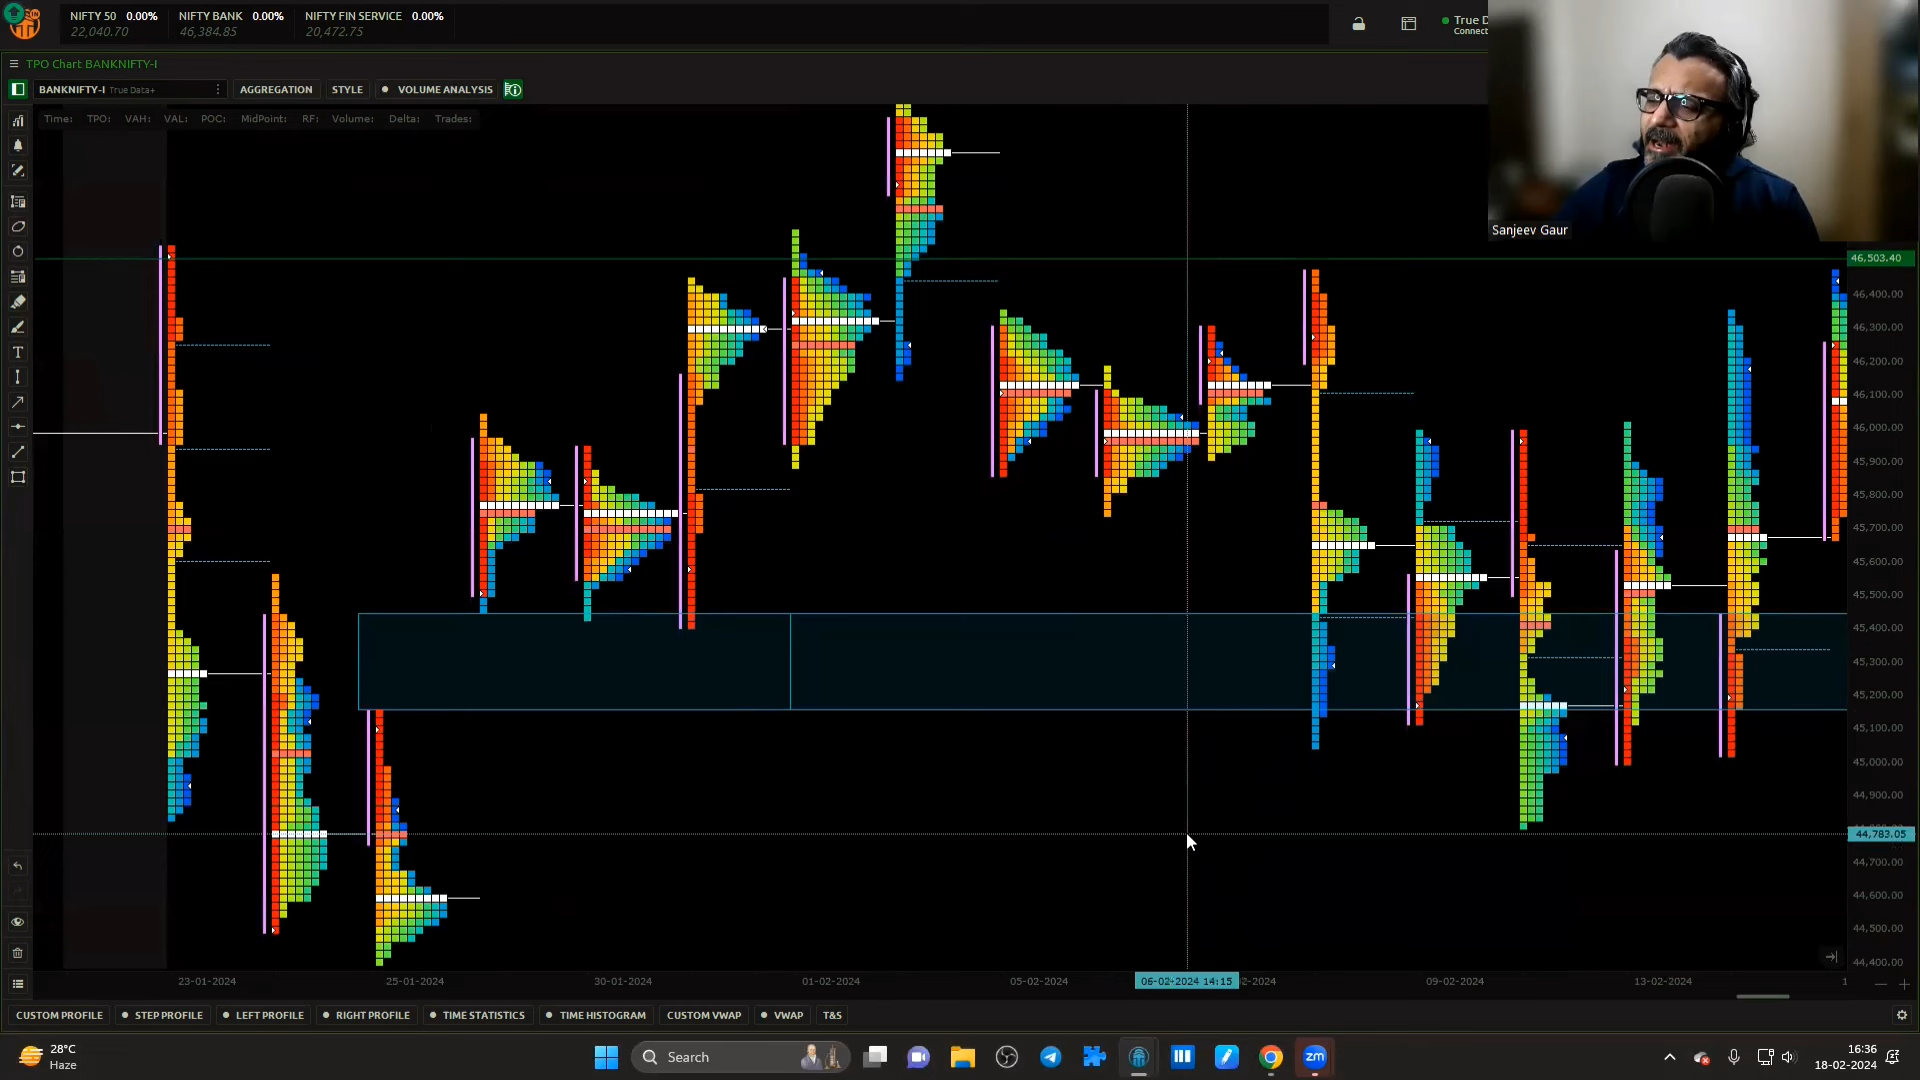 NIFTY 50 0.00% NIFTY BANK 0.00% NIFTY FIN SERVICE 0.00%
22,040.70 46,384.85 20,472.75
True D
Connect
TPO Chart BANKNIFTY-I
BANKNIFTY-I True Data+ AGGREGATION STYLE VOLUME ANALYSIS
Time: TPO: VAH: VAL: POC: MidPoint: RF: Volume: Delta: Trades:
Sanjeev Gaur
46,503.40
46,400.00
46,300.00
46,200.00
46,100.00
46,000.00
45,900.00
45,800.00
45,700.00
45,600.00
45,500.00
45,400.00
45,300.00
45,200.00
45,100.00
45,000.00
44,900.00
44,783.05
44,700.00
44,600.00
44,500.00
44,400.00
23-01-2024 25-01-2024 30-01-2024 01-02-2024 05-02-2024 06-02-2024 14:15 2-2024 09-02-2024 13-02-2024 1
CUSTOM PROFILE STEP PROFILE LEFT PROFILE RIGHT PROFILE TIME STATISTICS TIME HISTOGRAM CUSTOM VWAP VWAP T&S
28°C
Haze
Search
zm
16:36
18-02-2024